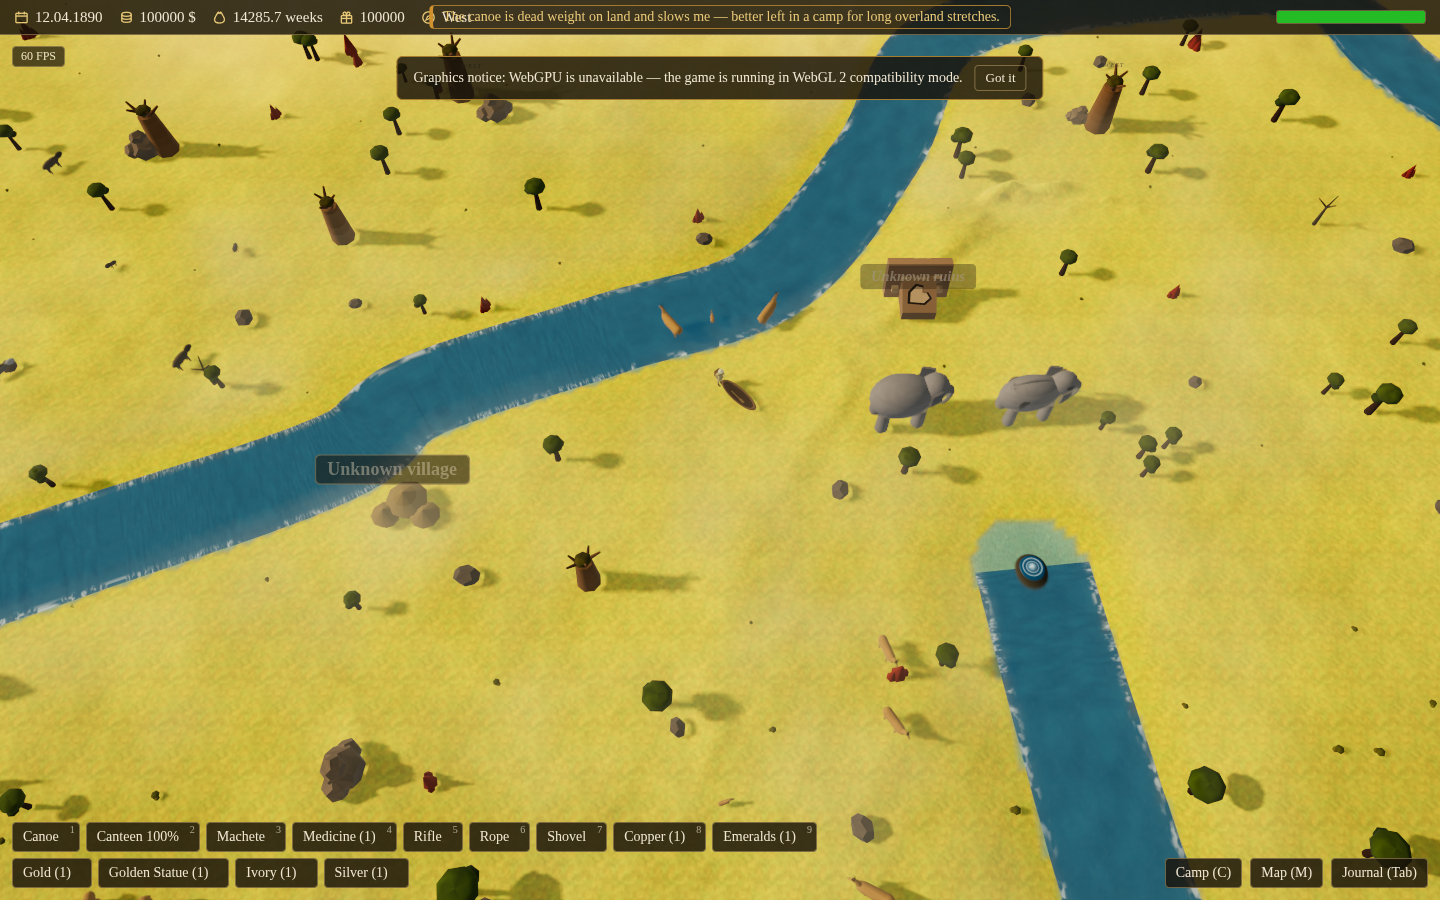 12.04.1890 100000 $ 14285.7 weeks 100000 West
The canoe is dead weight on land and slows me — better left in a camp for long overland stretches.
60 FPS
Graphics notice: WebGPU is unavailable — the game is running in WebGL 2 compatibility mode. Got it
Unknown ruins
Unknown village
Canoe 1 Canteen 100% 2 Machete 3 Medicine (1) 4 Rifle 5 Rope 6 Shovel 7 Copper (1) 8 Emeralds (1) 9
Gold (1) Golden Statue (1) Ivory (1) Silver (1) Camp (C) Map (M) Journal (Tab)